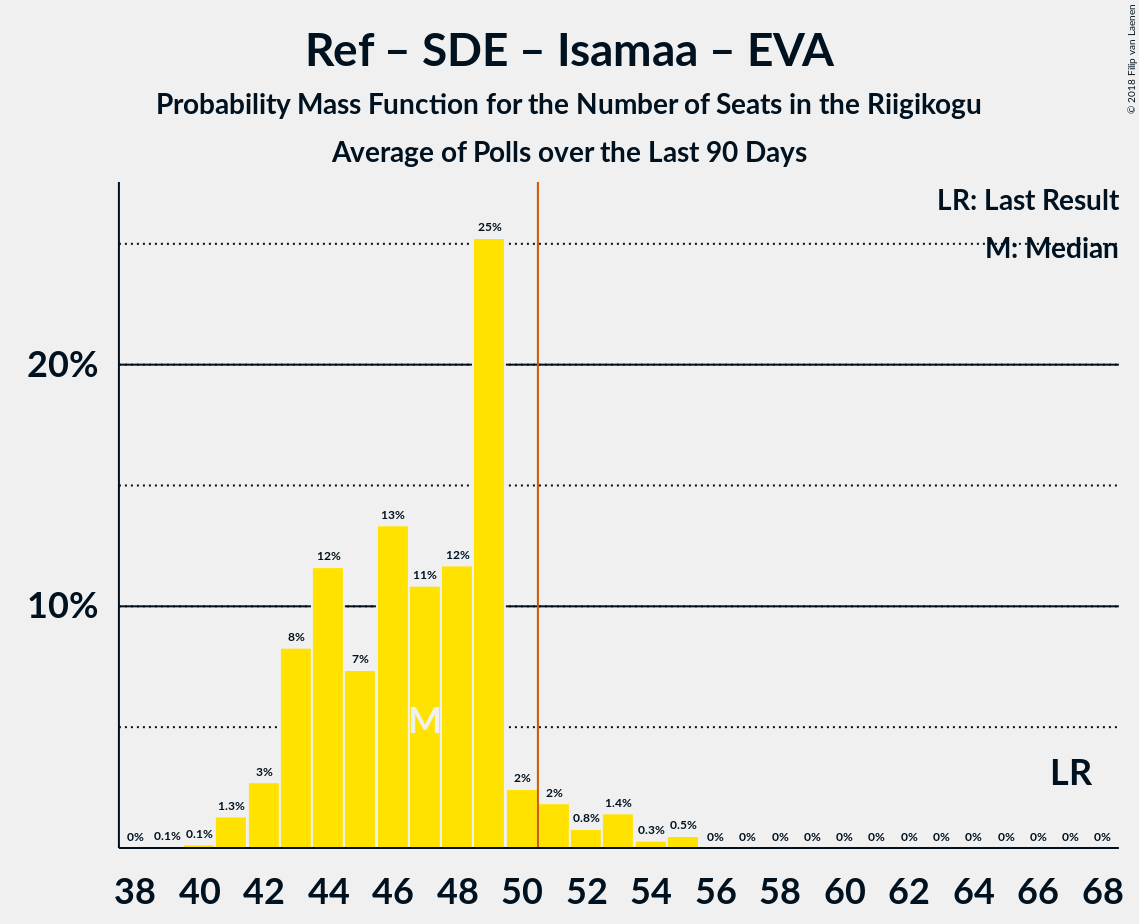 Ref – SDE – Isamaa – EVA
Probability Mass Function for the Number of Seats in the Riigikogu
Average of Polls over the Last 90 Days
© 2018 Filip van Laenen
LR: Last Result
M: Median
25%
20%
13%
12%
12%
11%
10%
8%
7%
M
3%
2%
2%
1.3%
1.4%
0.8%
0.3%
0.5%
LR
0% 0.1% 0.1%
0% 0% 0% 0% 0% 0% 0% 0% 0% 0% 0% 0% 0%
38 40 42 44 46 48 50 52 54 56 58 60 62 64 66 68